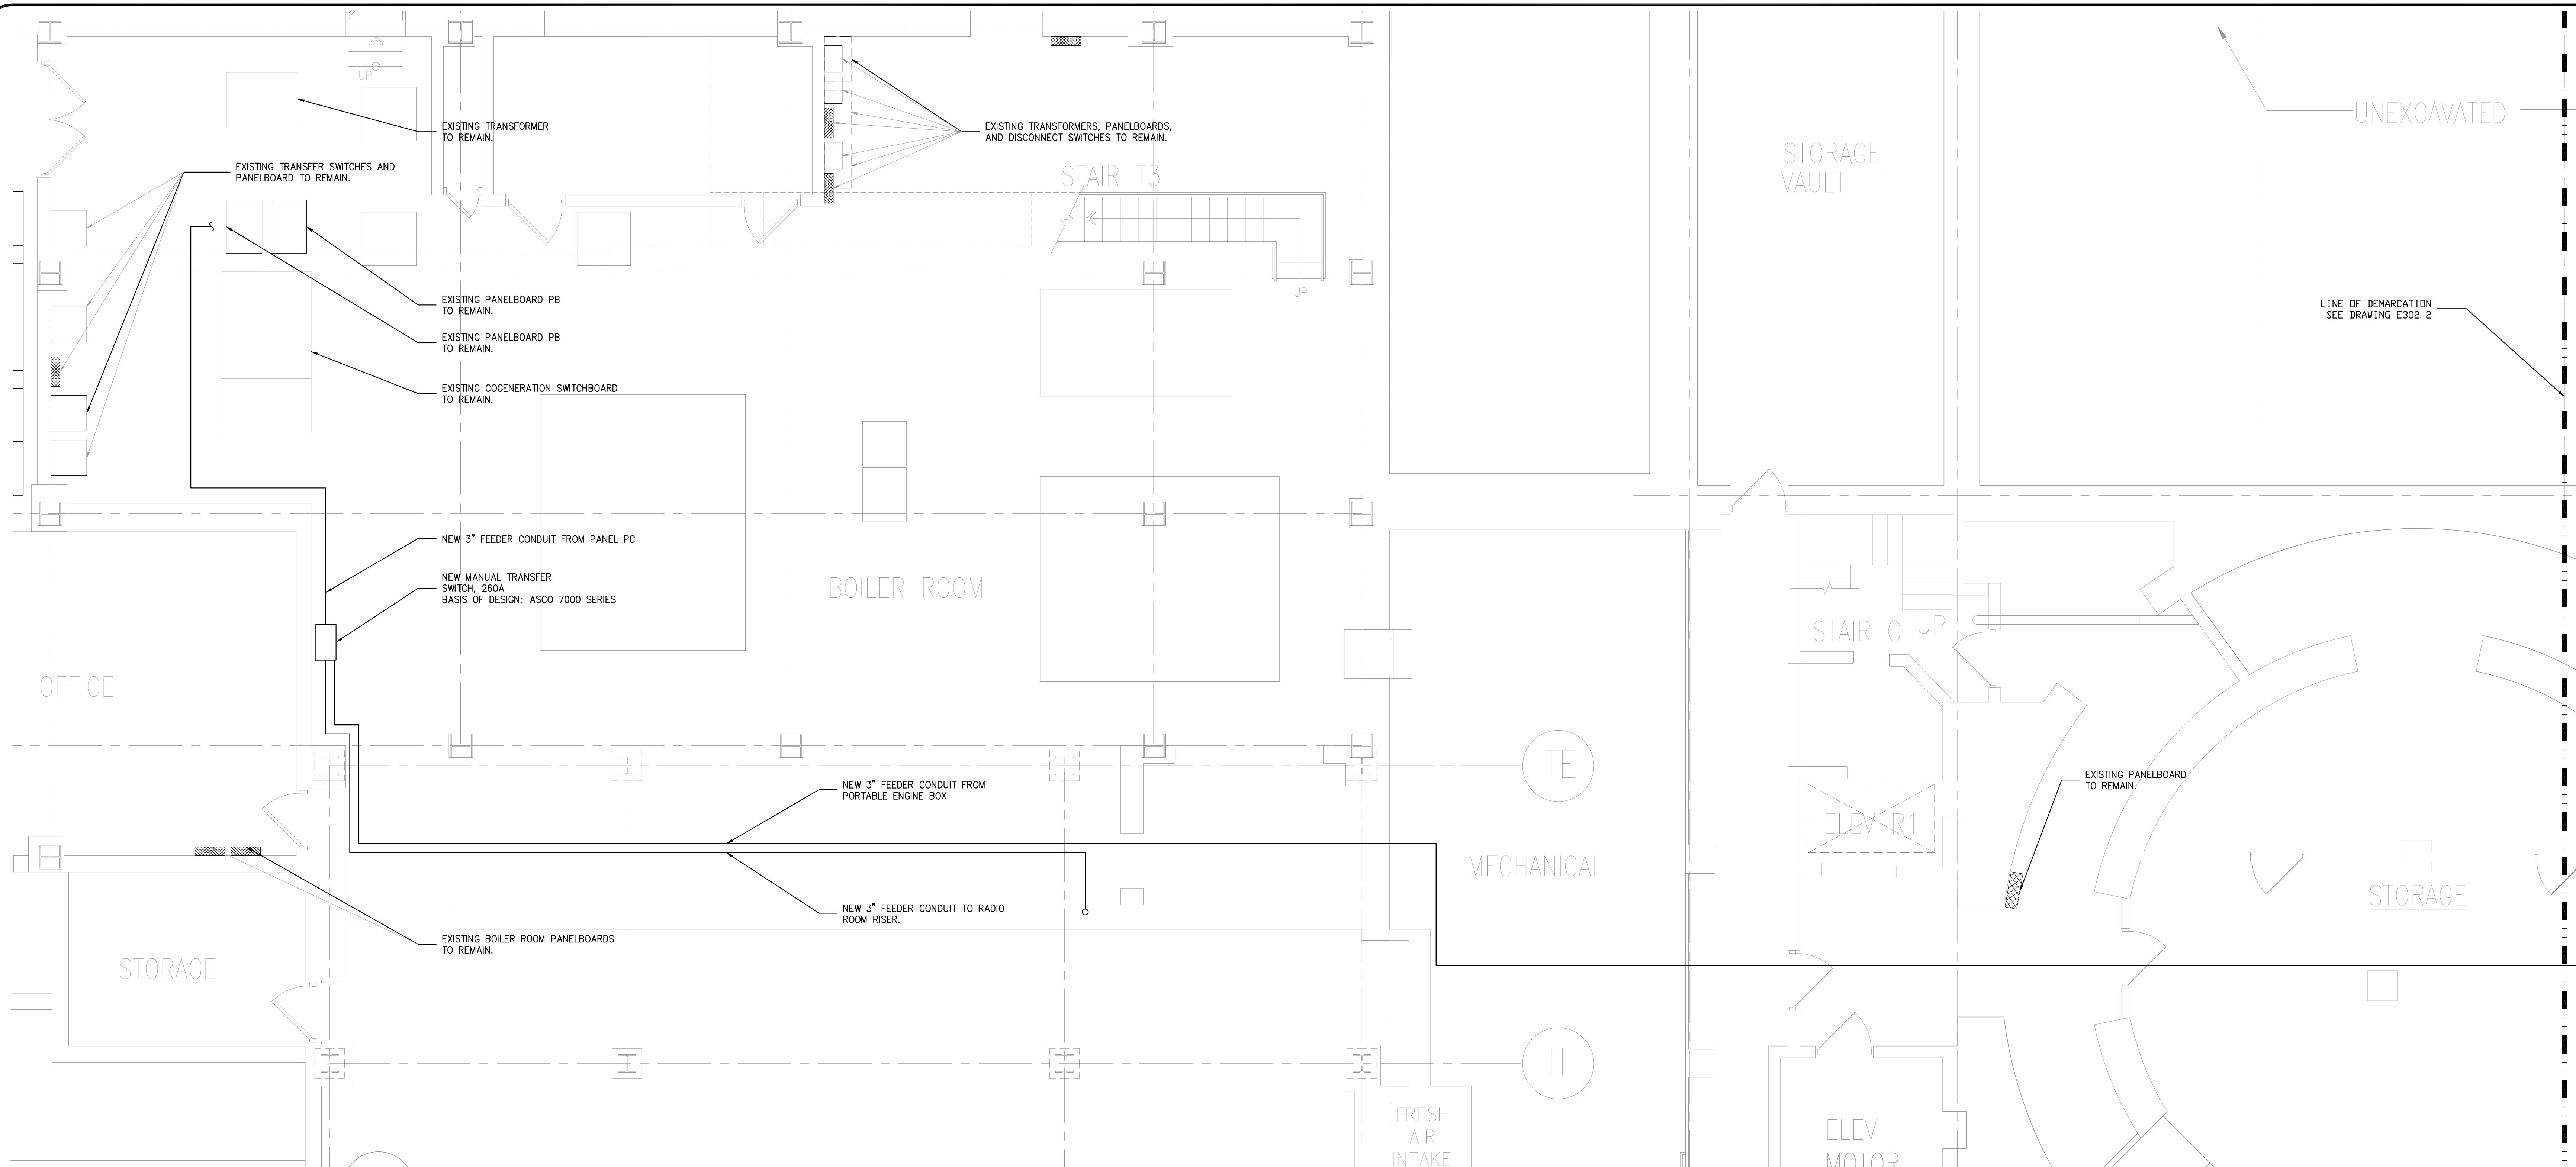 UP
EXISTING TRANSFORMER
TO REMAIN.
EXISTING TRANSFORMERS, PANELBOARDS,
AND DISCONNECT SWITCHES TO REMAIN.
UNEXCAVATED
STORAGE
VAULT
EXISTING TRANSFER SWITCHES AND
PANELBOARD TO REMAIN.
STAIR T3
UP
EXISTING PANELBOARD PB
TO REMAIN.
LINE OF DEMARCATION
SEE DRAWING E302.2
EXISTING PANELBOARD PB
TO REMAIN.
EXISTING COGENERATION SWITCHBOARD
TO REMAIN.
NEW 3" FEEDER CONDUIT FROM PANEL PC
NEW MANUAL TRANSFER
SWITCH, 260A
BASIS OF DESIGN: ASCO 7000 SERIES
BOILER ROOM
STAIR C
UP
OFFICE
TE
NEW 3" FEEDER CONDUIT FROM
PORTABLE ENGINE BOX
EXISTING PANELBOARD
TO REMAIN.
ELEV R1
MECHANICAL
STORAGE
NEW 3" FEEDER CONDUIT TO RADIO
ROOM RISER.
EXISTING BOILER ROOM PANELBOARDS
TO REMAIN.
STORAGE
TI
FRESH
AIR
INTAKE
ELEV
MOTOR